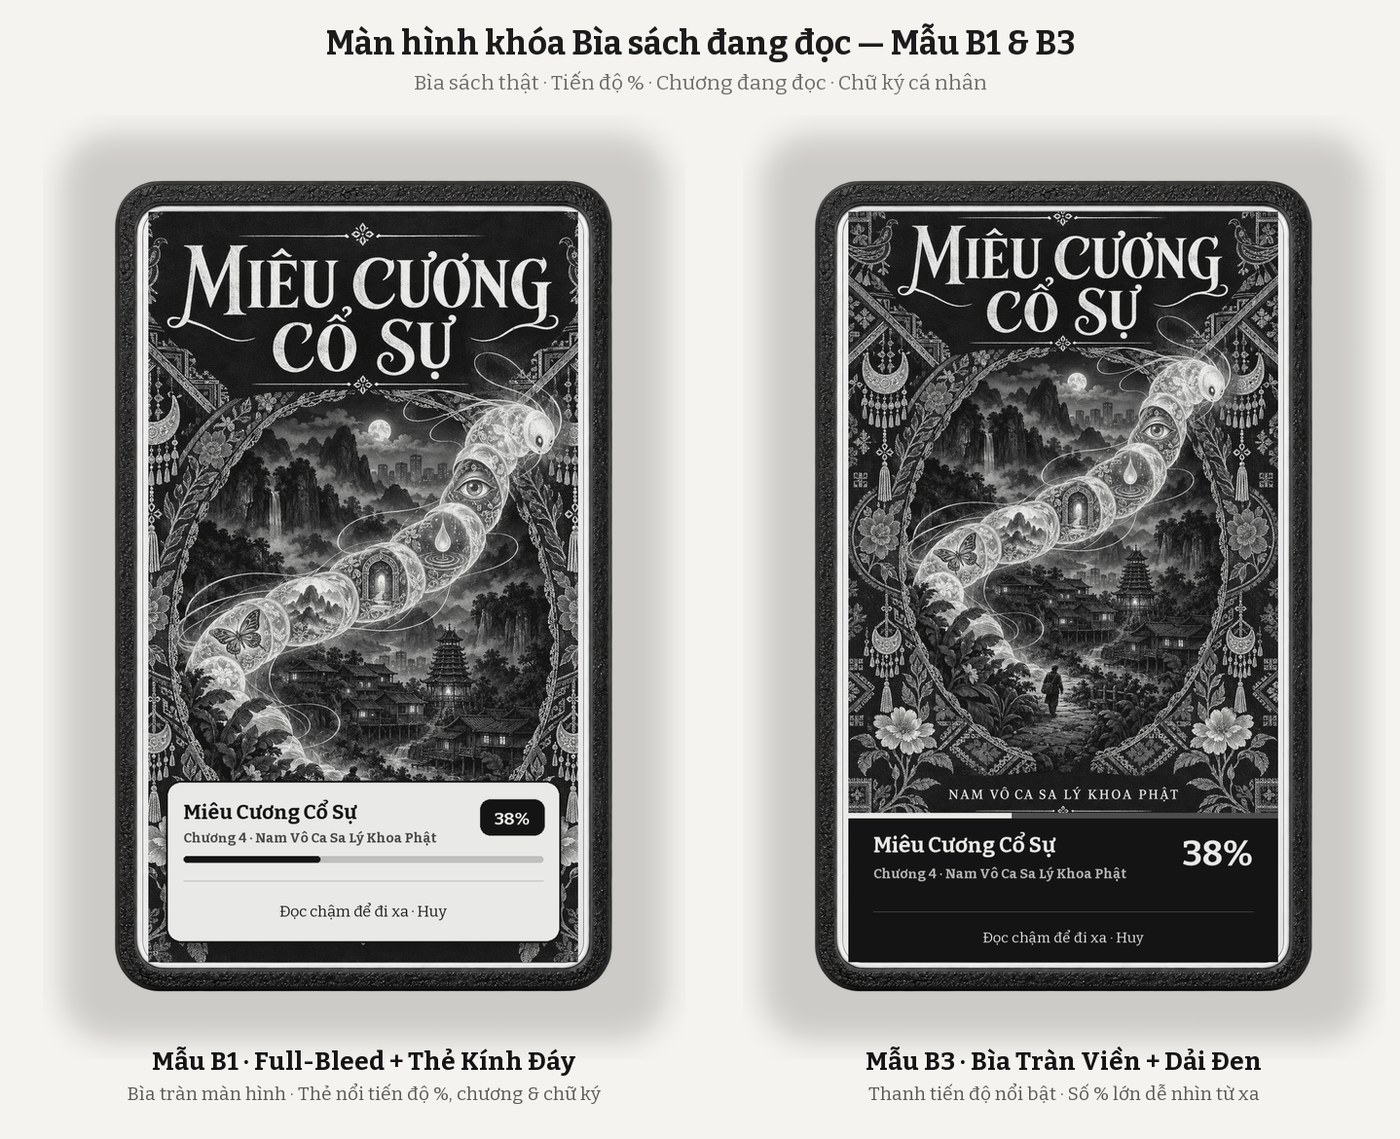 Màn hình khóa Bìa sách đang đọc — Mẫu B1 & B3
Bìa sách thật · Tiến độ % · Chương đang đọc · Chữ ký cá nhân
MIÊU CƯƠNG
CỔ SỰ
Miêu Cương Cổ Sự
38%
Chương 4 · Nam Vô Ca Sa Lý Khoa Phật
Đọc chậm để đi xa · Huy
Mẫu B1 · Full-Bleed + Thẻ Kính Đáy
Bìa tràn màn hình · Thẻ nổi tiến độ %, chương & chữ ký
MIÊU CƯƠNG
CỔ SỰ
NAM VÔ CA SA LÝ KHOA PHẬT
Miêu Cương Cổ Sự
38%
Chương 4 · Nam Vô Ca Sa Lý Khoa Phật
Đọc chậm để đi xa · Huy
Mẫu B3 · Bìa Tràn Viền + Dải Đen
Thanh tiến độ nổi bật · Số % lớn dễ nhìn từ xa